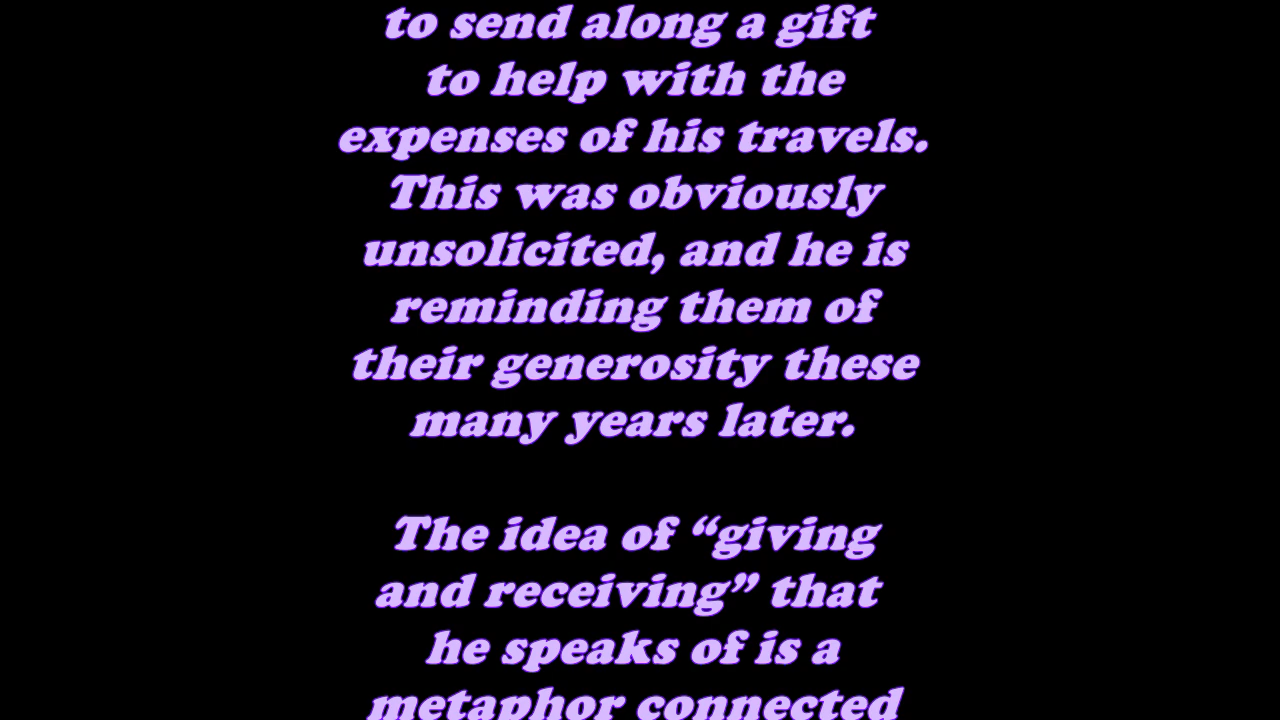 to send along a gift
to help with the
expenses of his travels.
This was obviously
unsolicited, and he is
reminding them of
their generosity these
many years later.
The idea of “giving
and receiving” that
he speaks of is a
metaphor connected